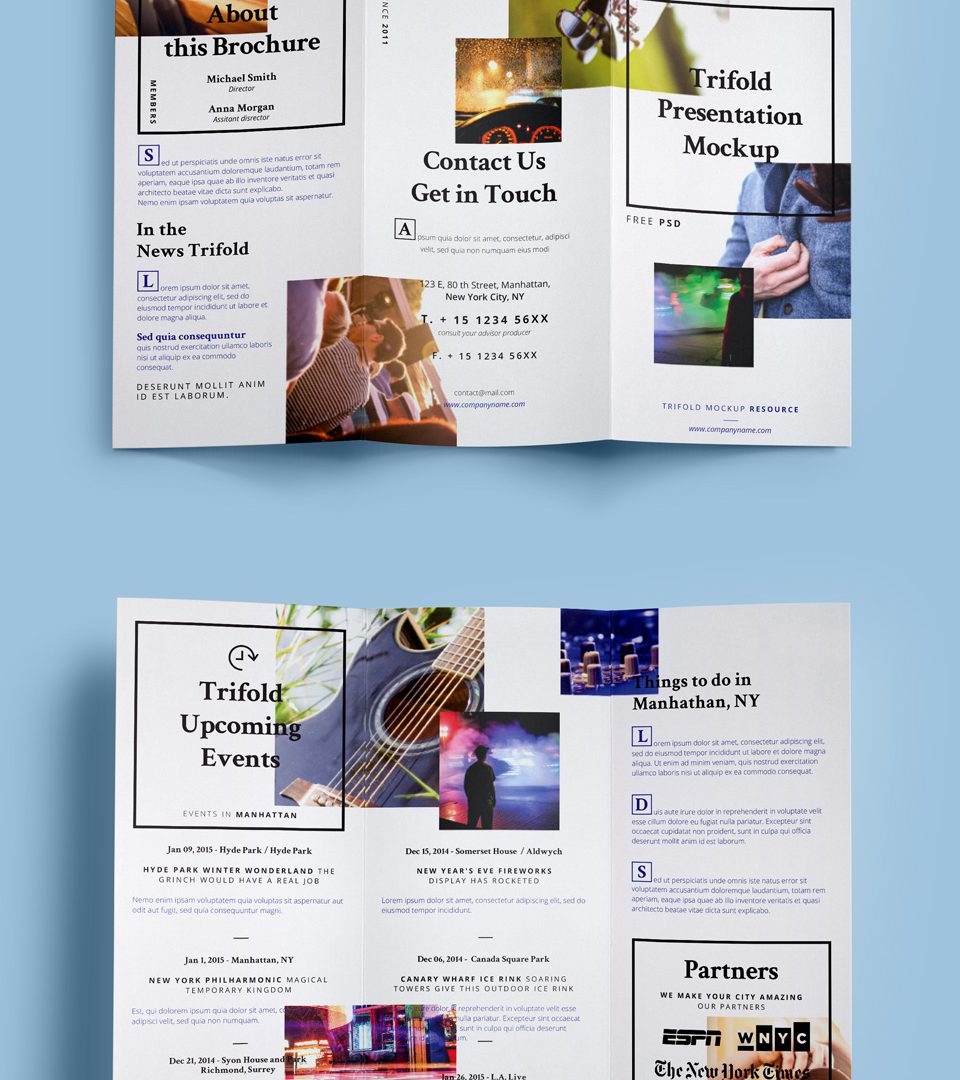 About
this Brochure
Michael Smith
Director
Anna Morgan
Assitant disrector
MEMBERS
Sed ut perspiciatis unde omnis iste natus error sit
voluptatem accusantium doloremque laudantium, totam rem
aperiam, eaque ipsa quae ab illo inventore veritatis et quasi
architecto beatae vitae dicta sunt explicabo.
Nemo enim ipsam voluptatem quia voluptas sit aspernatur.
In the
News Trifold
Lorem ipsum dolor sit amet,
consectetur adipiscing elit, sed do
eiusmod tempor incididunt ut labore et
dolore magna aliqua.
Sed quia consequuntur
quis nostrud exercitation ullamco laboris
nisi ut aliquip ex ea commodo
consequat.
DESERUNT MOLLIT ANIM
ID EST LABORUM.
2011
Contact Us
Get in Touch
Apsum quia dolor sit amet, consectetur, adipisci
velit, sed quia non numquam eius modi
123 E, 80 th Street, Manhattan,
New York City, NY
T. + 15 1234 56XX
consult your advisor producer
F. + 15 1234 56XX
contact@mail.com
www.companyname.com
Trifold
Presentation
Mockup
FREE PSD
TRIFOLD MOCKUP RESOURCE
www.companyname.com
Trifold
Upcoming
Events
EVENTS IN MANHATTAN
Jan 09, 2015 - Hyde Park / Hyde Park
HYDE PARK WINTER WONDERLAND THE
GRINCH WOULD HAVE A REAL JOB
Nemo enim ipsam voluptatem quia voluptas sit aspernatur aut
odit aut fugit, sed quia consequuntur magni.
Jan 1, 2015 - Manhattan, NY
NEW YORK PHILHARMONIC MAGICAL
TEMPORARY KINGDOM
Est, qui dolorem ipsum quia dolor sit amet,
adipisci velit, sed quia non numquam.
Dec 21, 2014 - Syon House and Park
Richmond, Surrey
Dec 15, 2014 - Somerset House / Aldwych
NEW YEAR'S EVE FIREWORKS
DISPLAY HAS ROCKETED
Lorem ipsum dolor sit amet, consectetur adipiscing elit, sed do
eiusmod tempor incididunt.
Dec 06, 2014 - Canada Square Park
CANARY WHARF ICE RINK SOARING
TOWERS GIVE THIS OUTDOOR ICE RINK
irure dolor in reprehenderit in voluptate velit esse
nulla pariatur. Excepteur sint occaecat
sunt in culpa qui officia deserunt
Jan 26, 2015 - L.A. Live
Things to do in
Manhathan, NY
Lorem ipsum dolor sit amet, consectetur adipiscing elit,
sed do eiusmod tempor incididunt ut labore et dolore magna
aliqua. Ut enim ad minim veniam, quis nostrud exercitation
ullamco laboris nisi ut aliquip ex ea commodo consequat.
Duis aute irure dolor in reprehenderit in voluptate velit
esse cillum dolore eu fugiat nulla pariatur. Excepteur sint
occaecat cupidatat non proident, sunt in culpa qui officia
deserunt mollit anim id est laborum.
Sed ut perspiciatis unde omnis iste natus error sit
voluptatem accusantium doloremque laudantium, totam rem
aperiam, eaque ipsa quae ab illo inventore veritatis et quasi
architecto beatae vitae dicta sunt explicabo.
Partners
WE MAKE YOUR CITY AMAZING
OUR PARTNERS
ESPN WNYC
The New York Times